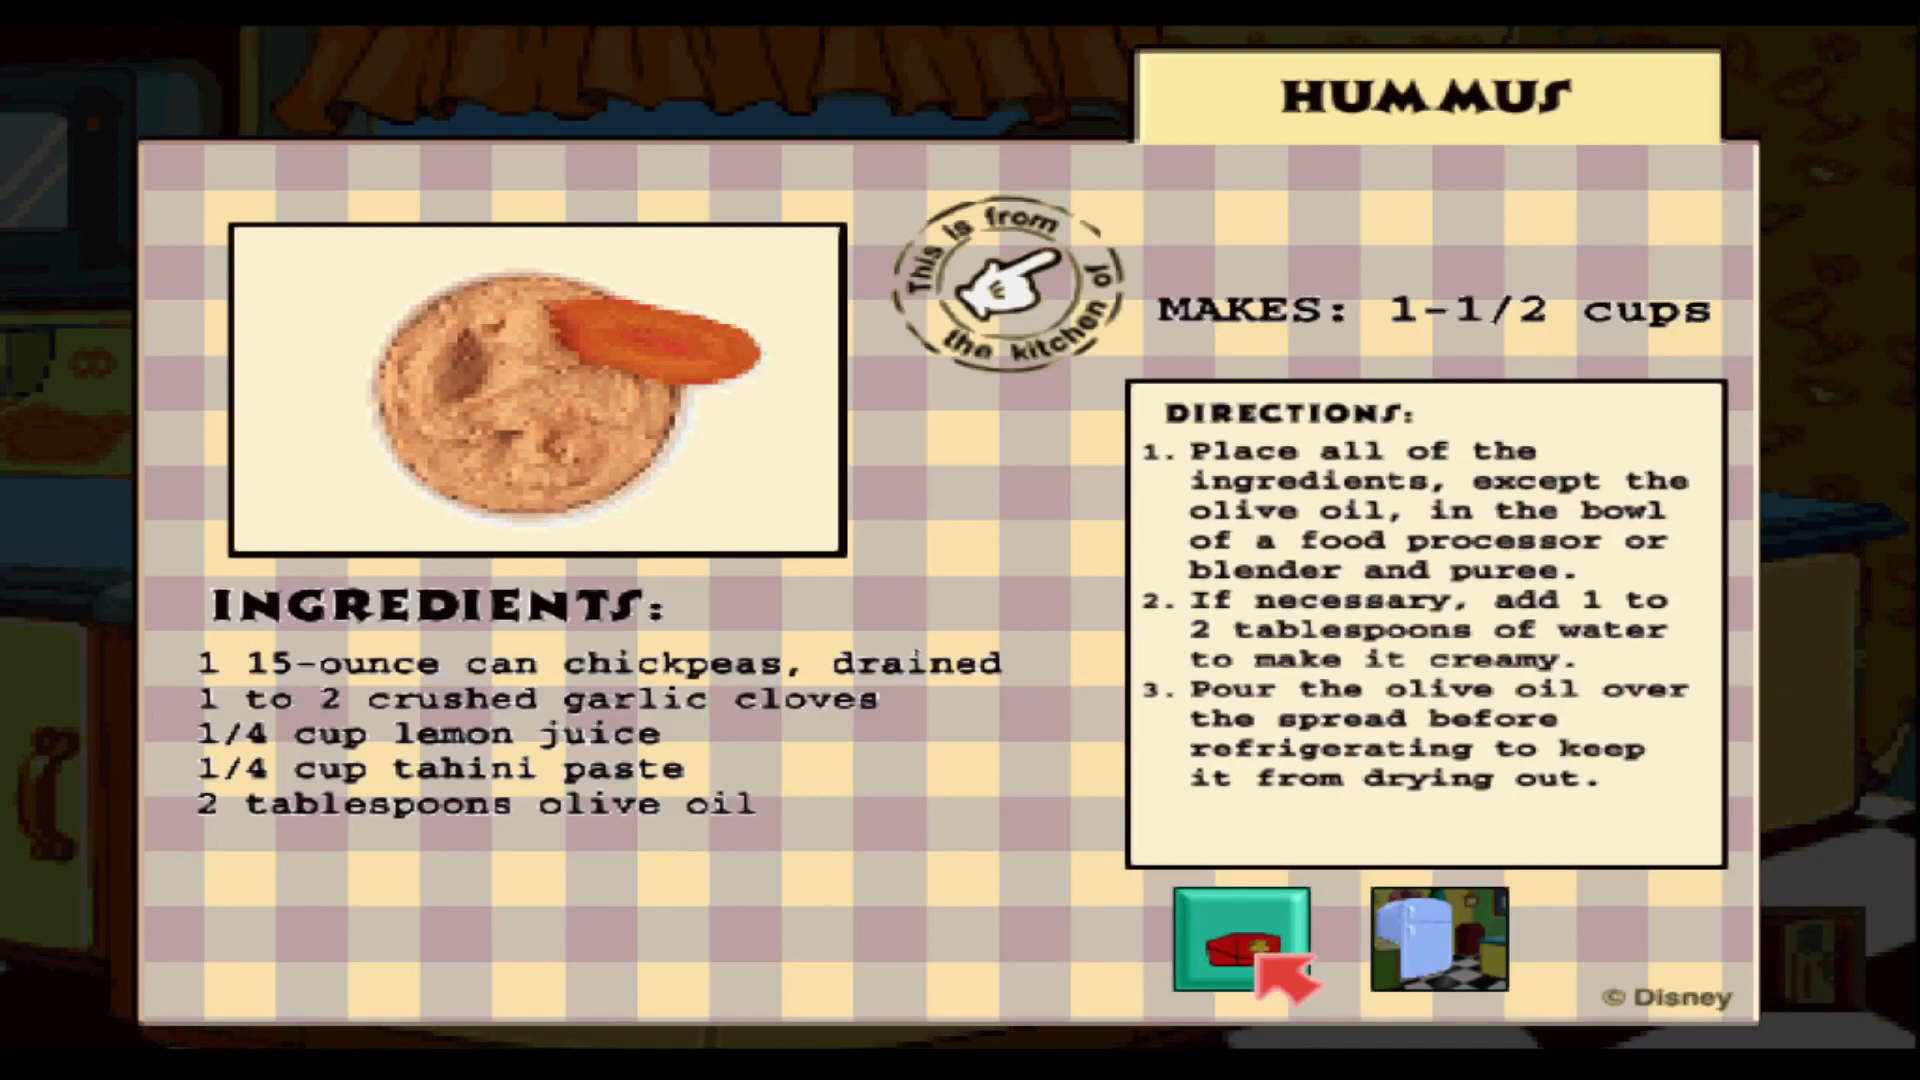 HUMMUS
This is from
the kitchen of
MAKES: 1-1/2 cups
INGREDIENTS:
1 15-ounce can chickpeas, drained
1 to 2 crushed garlic cloves
1/4 cup lemon juice
1/4 cup tahini paste
2 tablespoons olive oil
DIRECTIONS:
1. Place all of the
ingredients, except the
olive oil, in the bowl
of a food processor or
blender and puree.
2. If necessary, add 1 to
2 tablespoons of water
to make it creamy.
3. Pour the olive oil over
the spread before
refrigerating to keep
it from drying out.
© Disney